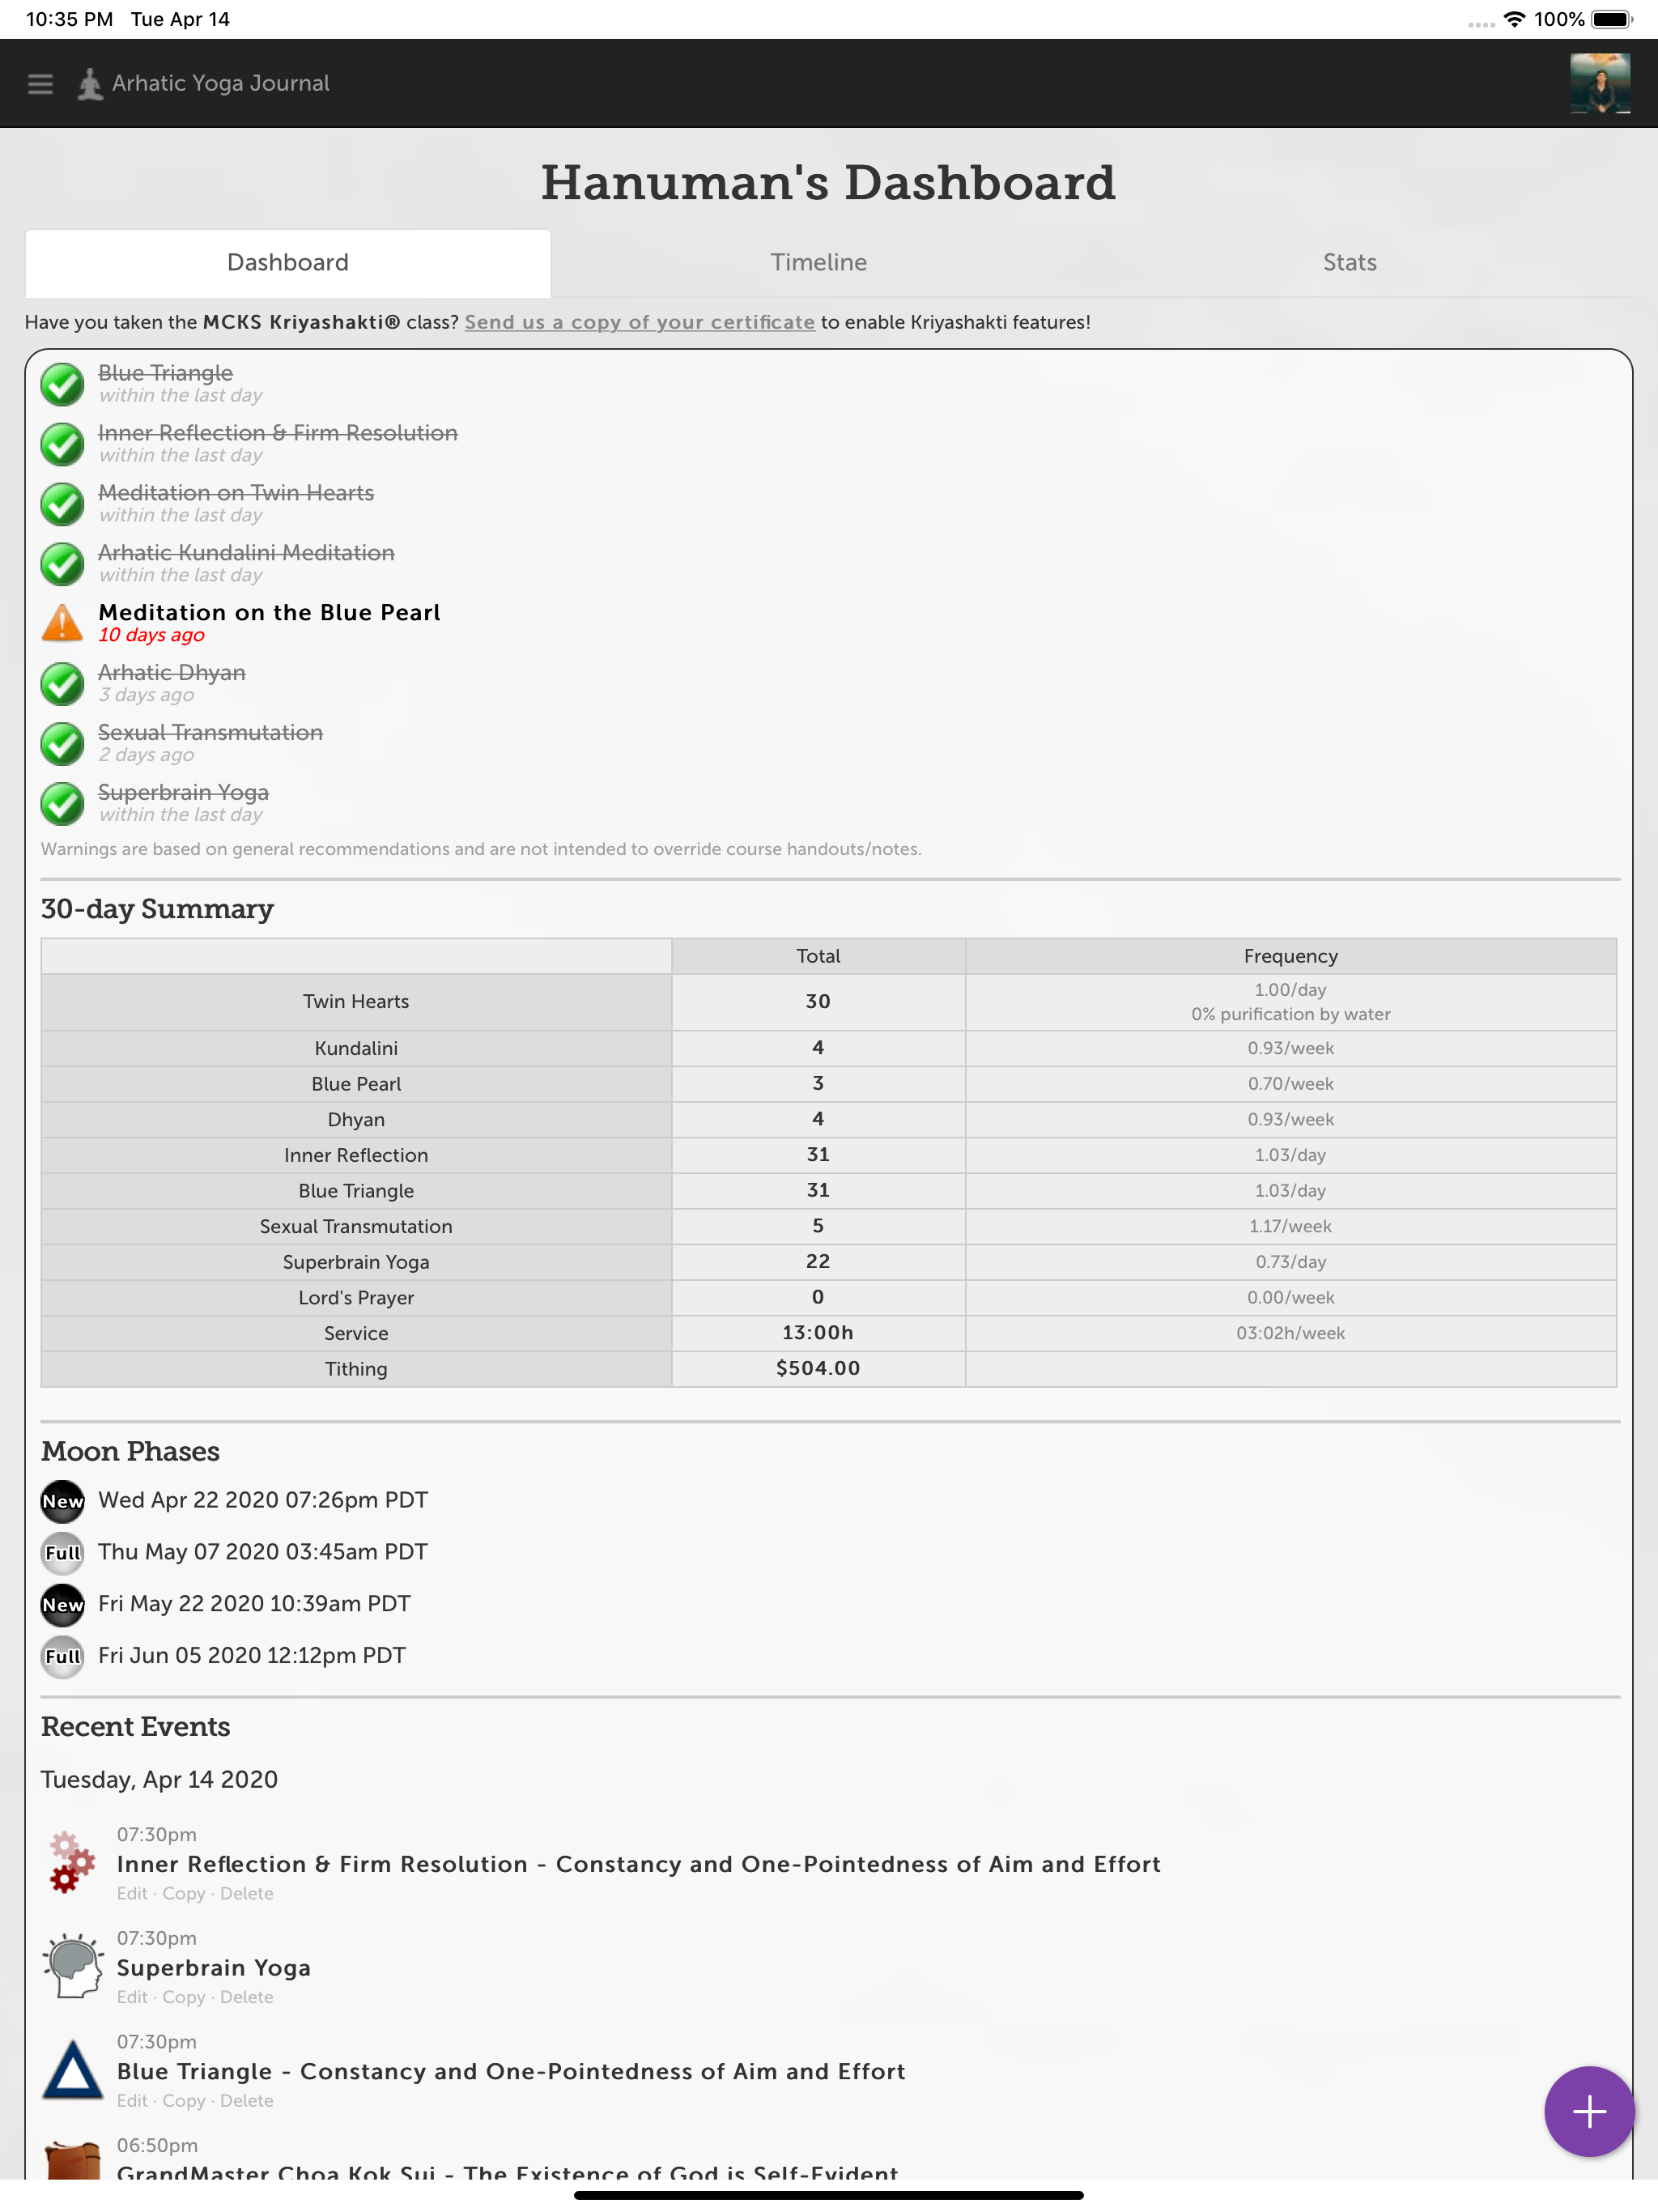 10:35 PM Tue Apr 14 100%
Arhatic Yoga Journal
Hanuman's Dashboard
Dashboard Timeline Stats
Have you taken the MCKS Kriyashakti® class? Send us a copy of your certificate to enable Kriyashakti features!
Blue Triangle
within the last day
Inner Reflection & Firm Resolution
within the last day
Meditation on Twin Hearts
within the last day
Arhatic Kundalini Meditation
within the last day
Meditation on the Blue Pearl
10 days ago
Arhatic Dhyan
3 days ago
Sexual Transmutation
2 days ago
Superbrain Yoga
within the last day
Warnings are based on general recommendations and are not intended to override course handouts/notes.
30-day Summary
Total Frequency
Twin Hearts 30 1.00/day
0% purification by water
Kundalini 4 0.93/week
Blue Pearl 3 0.70/week
Dhyan 4 0.93/week
Inner Reflection 31 1.03/day
Blue Triangle 31 1.03/day
Sexual Transmutation 5 1.17/week
Superbrain Yoga 22 0.73/day
Lord's Prayer 0 0.00/week
Service 13:00h 03:02h/week
Tithing $504.00
Moon Phases
New Wed Apr 22 2020 07:26pm PDT
Full Thu May 07 2020 03:45am PDT
New Fri May 22 2020 10:39am PDT
Full Fri Jun 05 2020 12:12pm PDT
Recent Events
Tuesday, Apr 14 2020
07:30pm
Inner Reflection & Firm Resolution - Constancy and One-Pointedness of Aim and Effort
Edit · Copy · Delete
07:30pm
Superbrain Yoga
Edit · Copy · Delete
07:30pm
Blue Triangle - Constancy and One-Pointedness of Aim and Effort
Edit · Copy · Delete
06:50pm
GrandMaster Choa Kok Sui - The Existence of God is Self-Evident